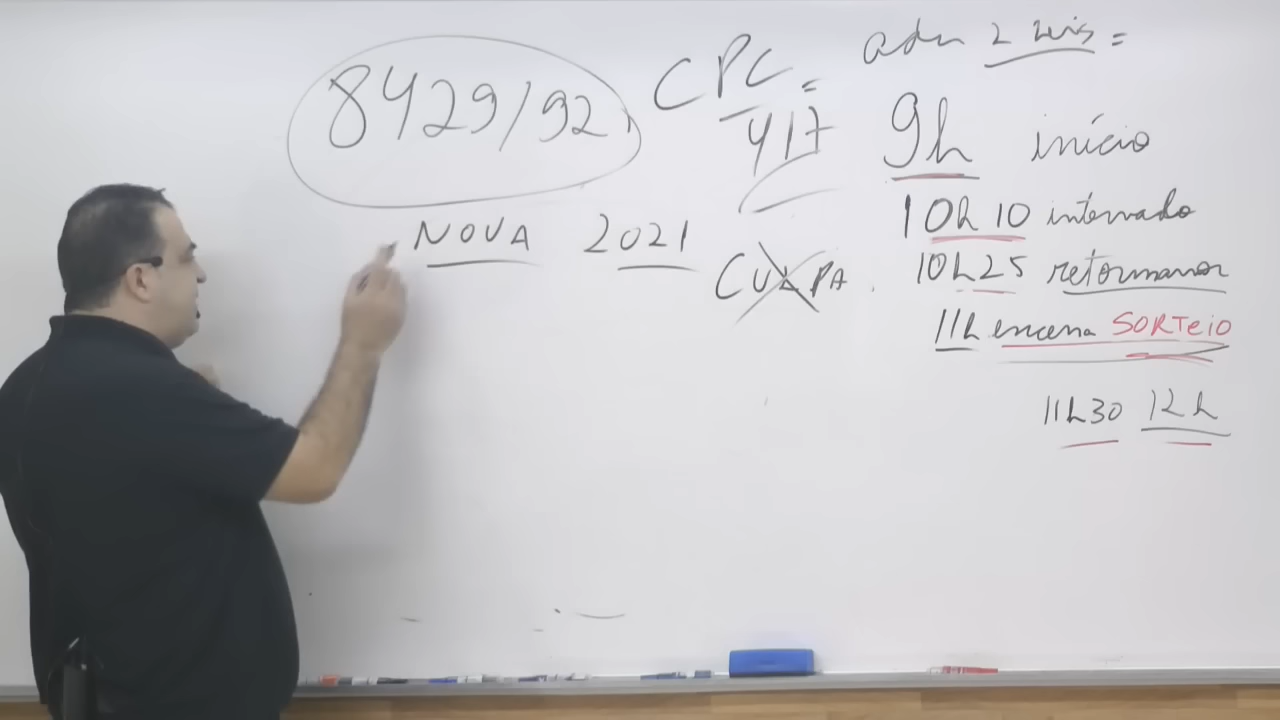 8429/92
CPC =
417
NOVA 2021
CULPA
adm 2 leis =
9h início
10h10 intervalo
10h25 retornamos
11h encerra SORTEIO
11h30 12h